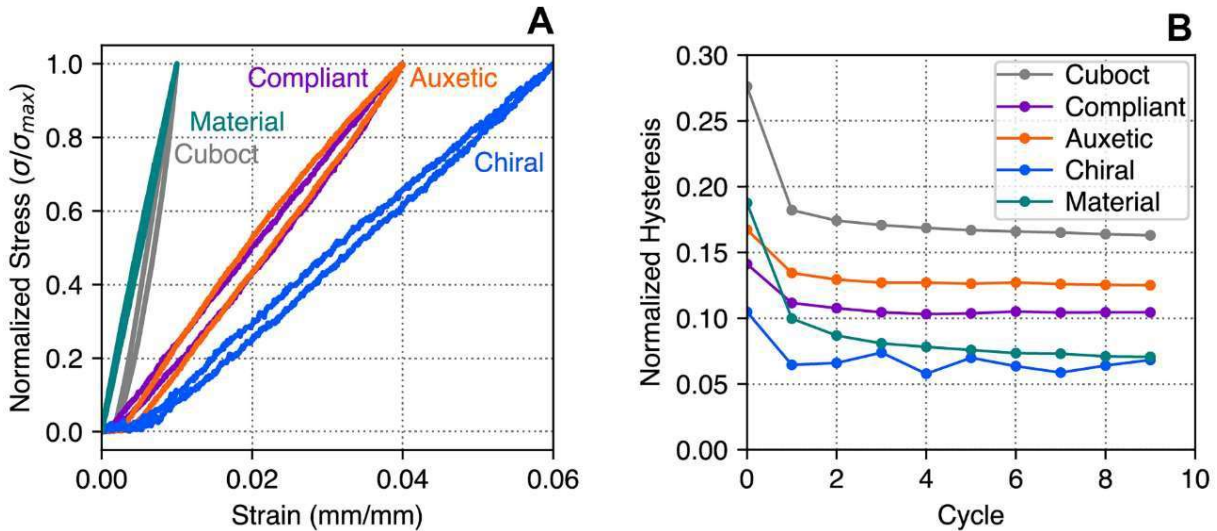 A
Normalized Stress (σ/σmax)
1.0
0.8
0.6
0.4
0.2
0.0
Compliant
Auxetic
Material
Cuboct
Chiral
0.00
0.02
0.04
0.06
Strain (mm/mm)
B
Normalized Hysteresis
0.30
0.25
0.20
0.15
0.10
0.05
0.00
Cuboct
Compliant
Auxetic
Chiral
Material
0
2
4
6
8
10
Cycle